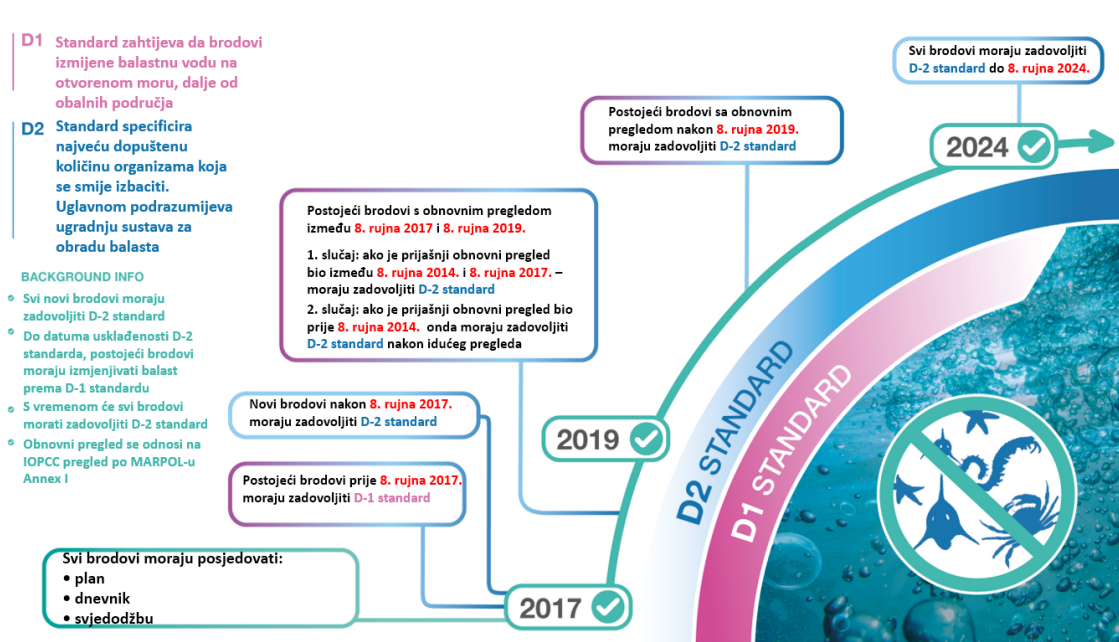 D1 Standard zahtijeva da brodovi
izmijene balastnu vodu na
otvorenom moru, dalje od
obalnih područja
D2 Standard specificira
najveću dopuštenu
količinu organizama koja
se smije izbaciti.
Uglavnom podrazumijeva
ugradnju sustava za
obradu balasta
BACKGROUND INFO
Svi novi brodovi moraju
zadovoljiti D-2 standard
Do datuma usklađenosti D-2
standarda, postojeći brodovi
moraju izmjenjivati balast
prema D-1 standardu
S vremenom će svi brodovi
morati zadovoljiti D-2 standard
Obnovni pregled se odnosi na
IOPCC pregled po MARPOL-u
Annex I
Svi brodovi moraju posjedovati:
• plan
• dnevnik
• svjedodžbu
Postojeći brodovi prije 8. rujna 2017.
moraju zadovoljiti D-1 standard
Novi brodovi nakon 8. rujna 2017.
moraju zadovoljiti D-2 standard
2017
Postojeći brodovi s obnovnim pregledom
između 8. rujna 2017 i 8. rujna 2019.
1. slučaj: ako je prijašnji obnovni pregled
bio između 8. rujna 2014. i 8. rujna 2017. –
moraju zadovoljiti D-2 standard
2. slučaj: ako je prijašnji obnovni pregled bio
prije 8. rujna 2014. onda moraju zadovoljiti
D-2 standard nakon idućeg pregleda
2019
Postojeći brodovi sa obnovnim
pregledom nakon 8. rujna 2019.
moraju zadovoljiti D-2 standard
Svi brodovi moraju zadovoljiti
D-2 standard do 8. rujna 2024.
2024
D2 STANDARD
D1 STANDARD